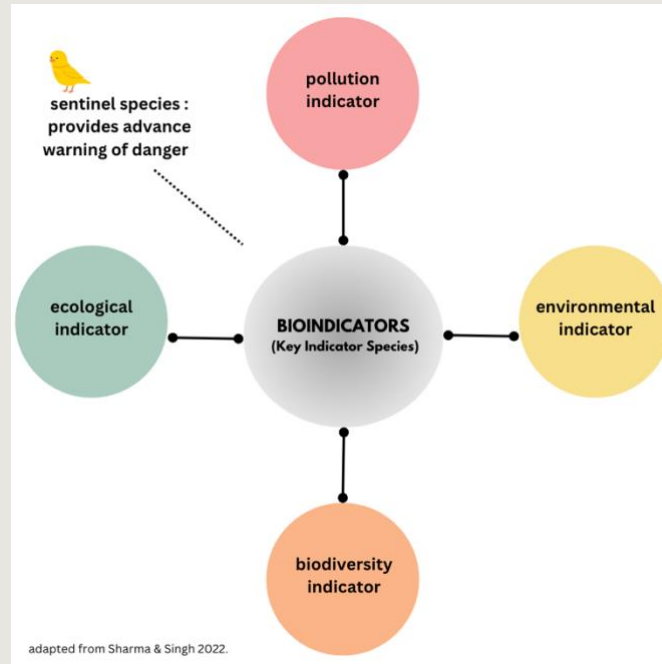 pollution
indicator
sentinel species :
provides advance
warning of danger
ecological
indicator
BIOINDICATORS
(Key Indicator Species)
environmental
indicator
biodiversity
indicator
adapted from Sharma & Singh 2022.